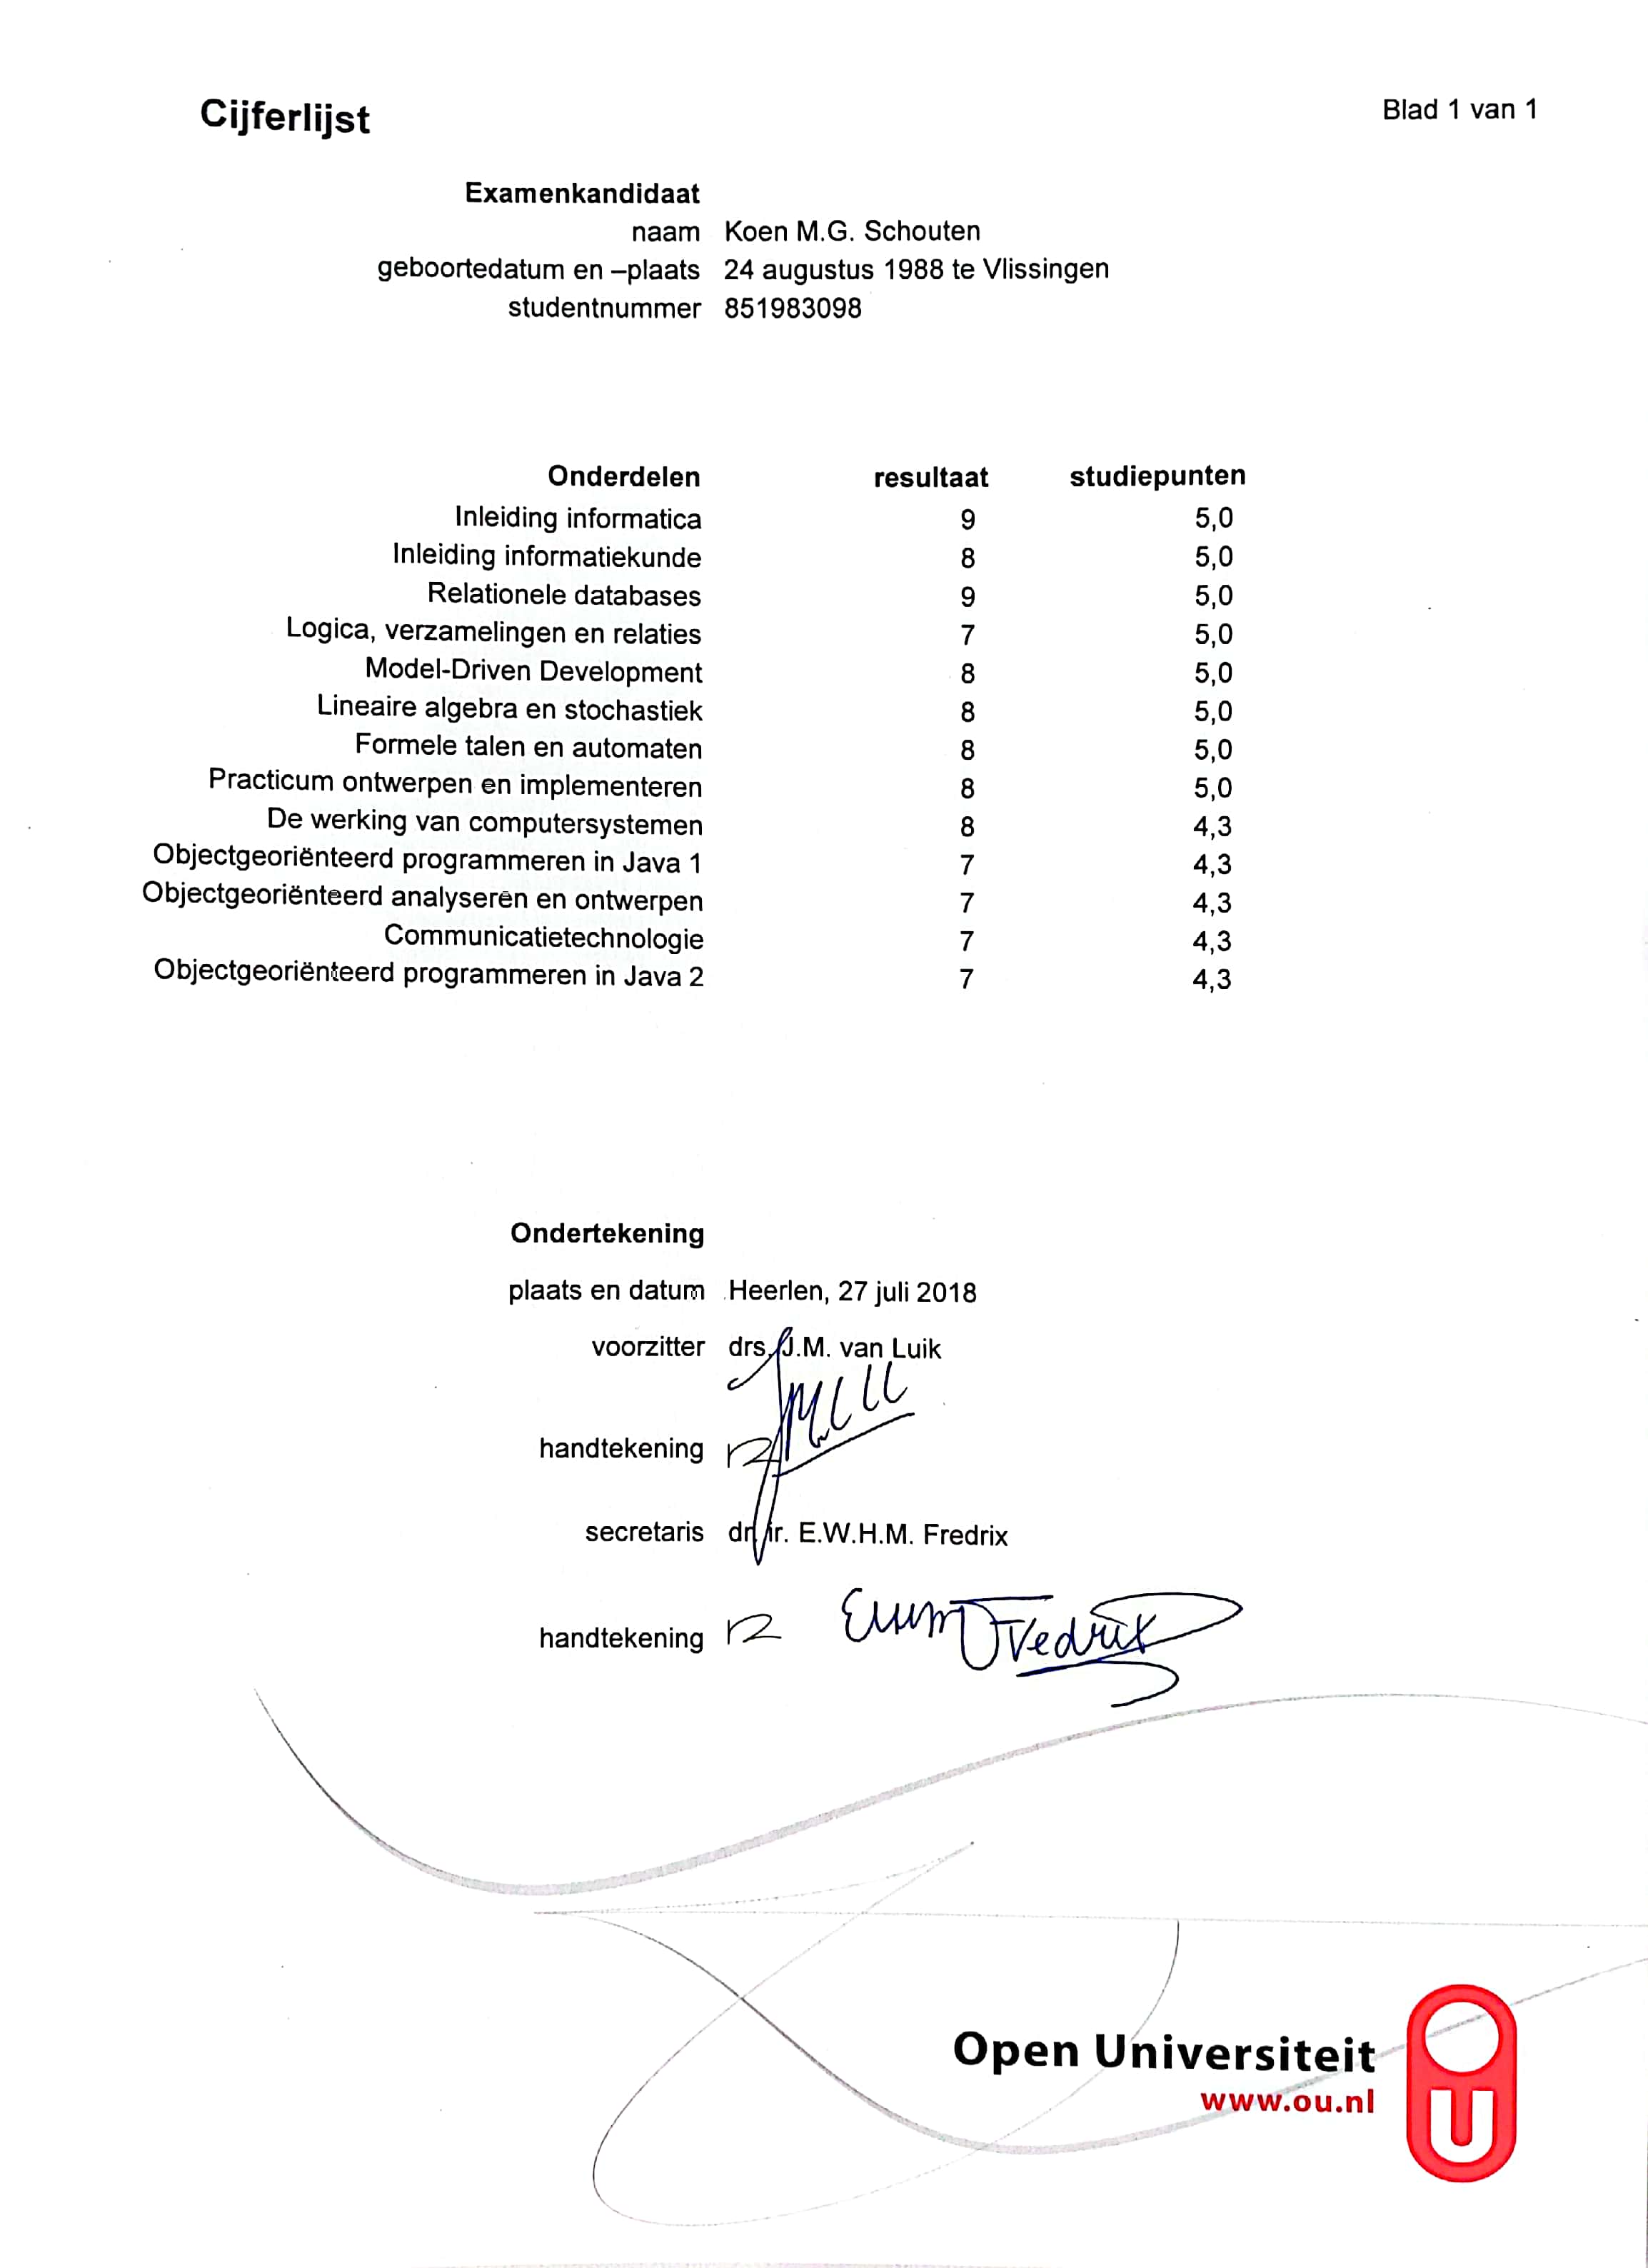 Cijferlijst
Blad 1 van 1
Examenkandidaat
naam Koen M.G. Schouten
geboortedatum en –plaats 24 augustus 1988 te Vlissingen
studentnummer 851983098
Onderdelen resultaat studiepunten
Inleiding informatica 9 5,0
Inleiding informatiekunde 8 5,0
Relationele databases 9 5,0
Logica, verzamelingen en relaties 7 5,0
Model-Driven Development 8 5,0
Lineaire algebra en stochastiek 8 5,0
Formele talen en automaten 8 5,0
Practicum ontwerpen en implementeren 8 5,0
De werking van computersystemen 8 4,3
Objectgeoriënteerd programmeren in Java 1 7 4,3
Objectgeoriënteerd analyseren en ontwerpen 7 4,3
Communicatietechnologie 7 4,3
Objectgeoriënteerd programmeren in Java 2 7 4,3
Ondertekening
plaats en datum Heerlen, 27 juli 2018
voorzitter drs. J.M. van Luik
handtekening
secretaris dr. ir. E.W.H.M. Fredrix
handtekening
Open Universiteit
www.ou.nl